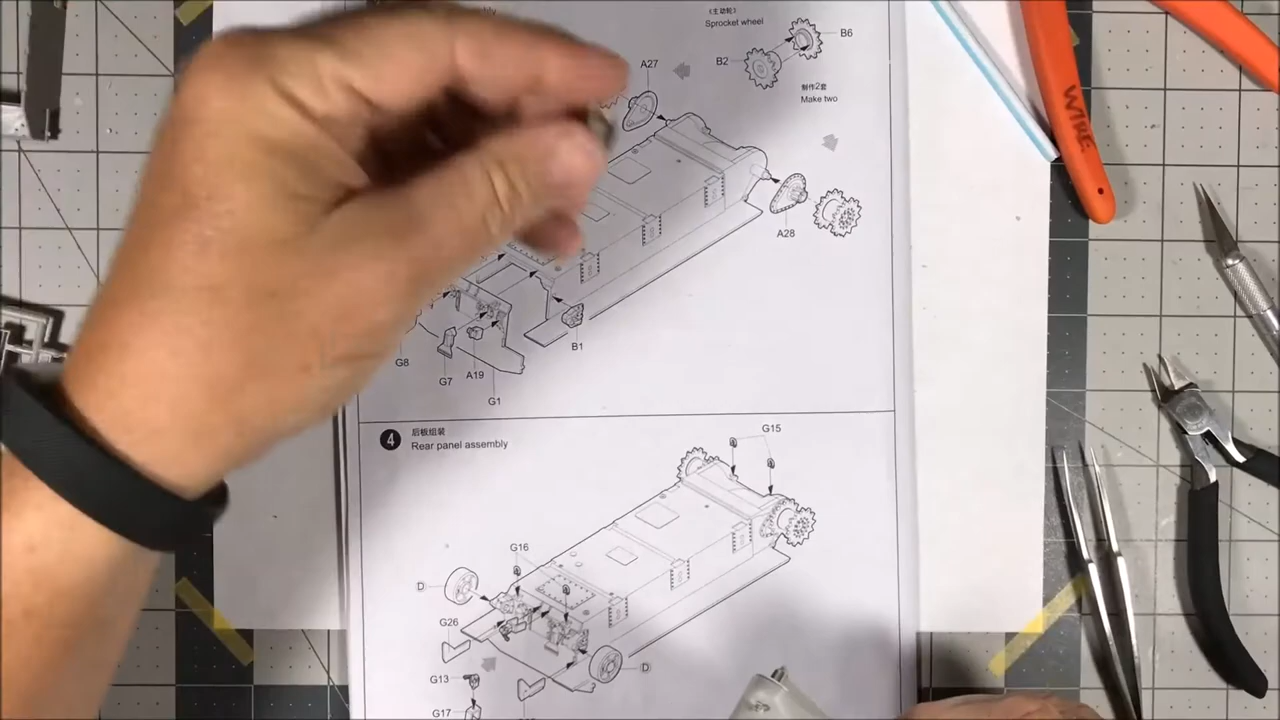 《主动轮》
Sprocket wheel
B6
B2
A27
制作2套
Make two
A28
B1
G8
G7
A19
G1
WIRE
4
后板组装
Rear panel assembly
G15
G16
D
G26
D
G13
G17